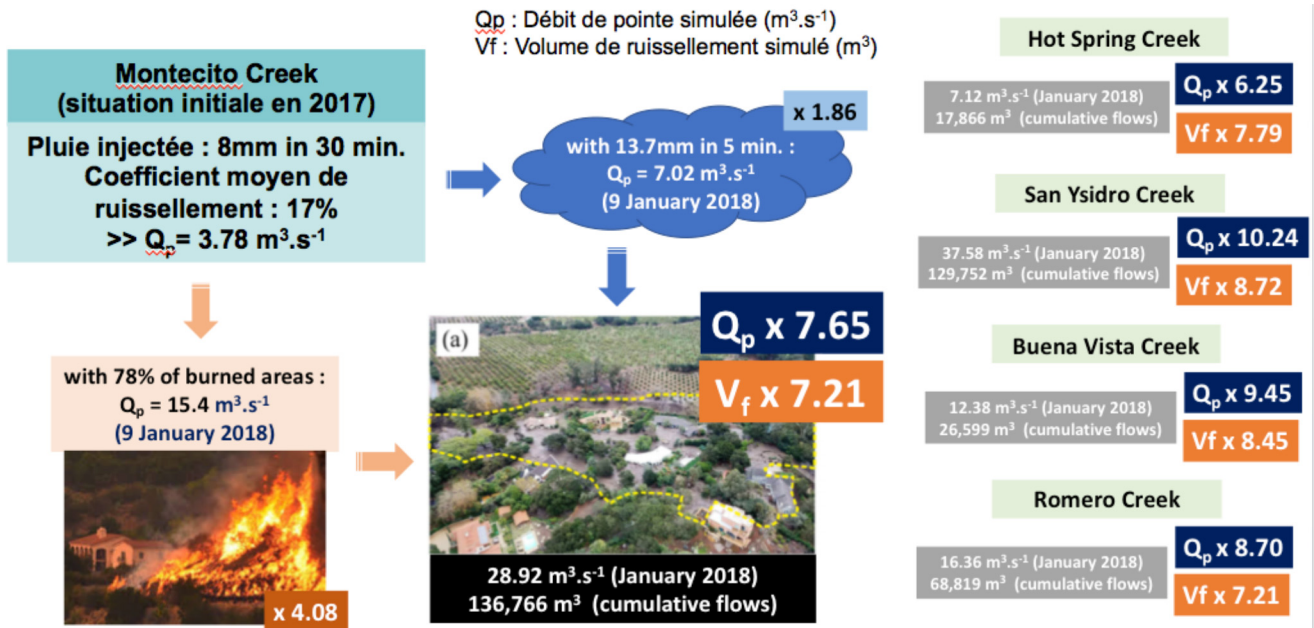 Qp : Débit de pointe simulée (m³.s⁻¹)
Vf : Volume de ruissellement simulé (m³)
Montecito Creek
(situation initiale en 2017)
Pluie injectée : 8mm in 30 min.
Coefficient moyen de
ruissellement : 17%
>> Qp= 3.78 m³.s⁻¹
x 1.86
with 13.7mm in 5 min. :
Qp = 7.02 m³.s⁻¹
(9 January 2018)
with 78% of burned areas :
Qp = 15.4 m³.s⁻¹
(9 January 2018)
x 4.08
(a)
Qp x 7.65
Vf x 7.21
28.92 m³.s⁻¹ (January 2018)
136,766 m³ (cumulative flows)
Hot Spring Creek
7.12 m³.s⁻¹ (January 2018)
17,866 m³ (cumulative flows)
Qp x 6.25
Vf x 7.79
San Ysidro Creek
37.58 m³.s⁻¹ (January 2018)
129,752 m³ (cumulative flows)
Qp x 10.24
Vf x 8.72
Buena Vista Creek
12.38 m³.s⁻¹ (January 2018)
26,599 m³ (cumulative flows)
Qp x 9.45
Vf x 8.45
Romero Creek
16.36 m³.s⁻¹ (January 2018)
68,819 m³ (cumulative flows)
Qp x 8.70
Vf x 7.21